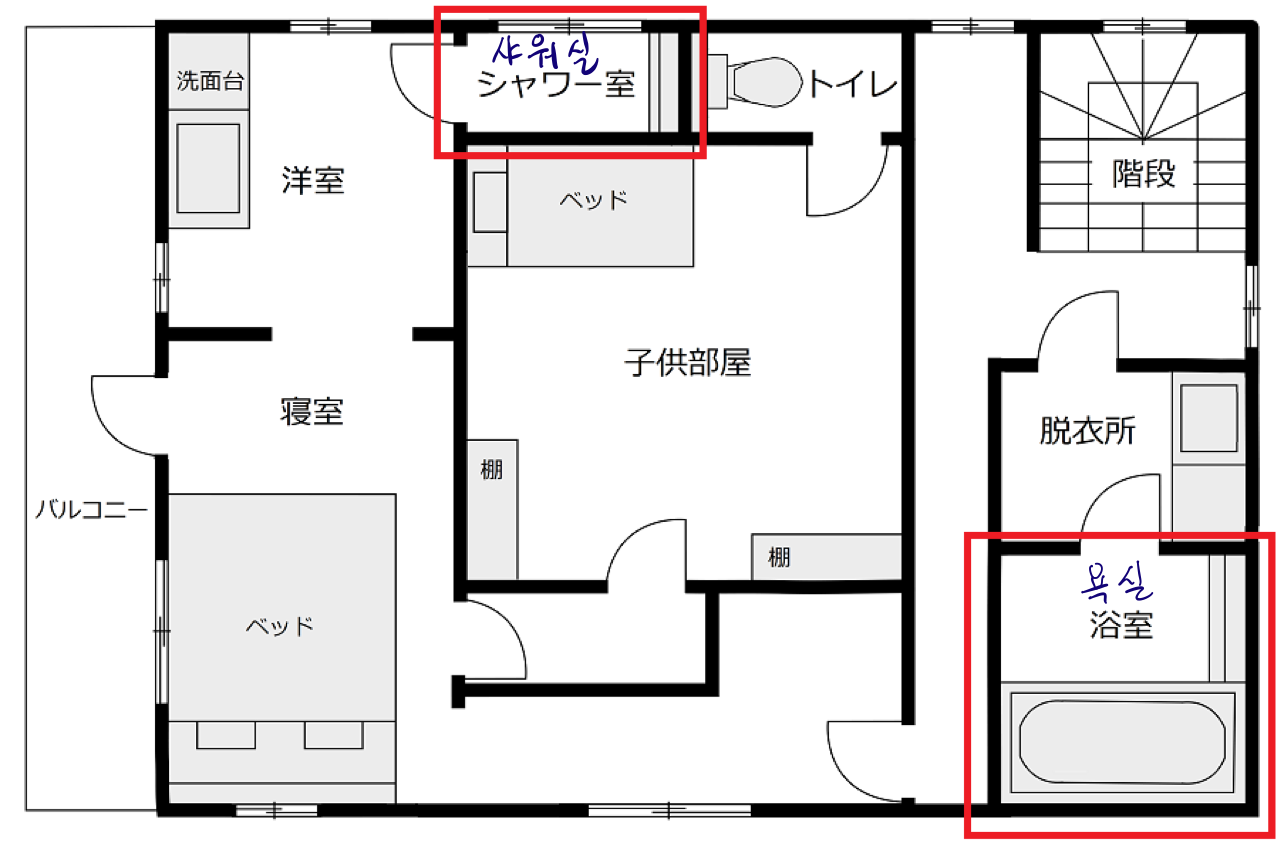 샤워실
シャワー室
トイレ
洗面台
洋室
ベッド
階段
子供部屋
寝室
脱衣所
棚
バルコニー
棚
욕실
浴室
ベッド